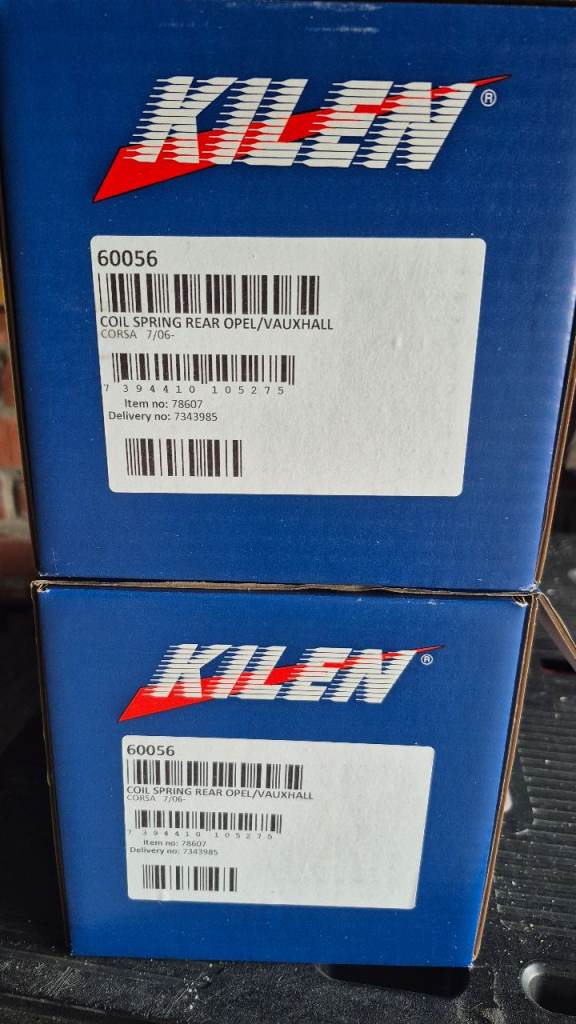 KILEN®
60056
COIL SPRING REAR OPEL/VAUXHALL
CORSA 7/06-
7 394410 105275
Item no: 78607
Delivery no: 7343985
KILEN®
60056
COIL SPRING REAR OPEL/VAUXHALL
CORSA 7/06-
7 394410 105275
Item no: 78607
Delivery no: 7343985